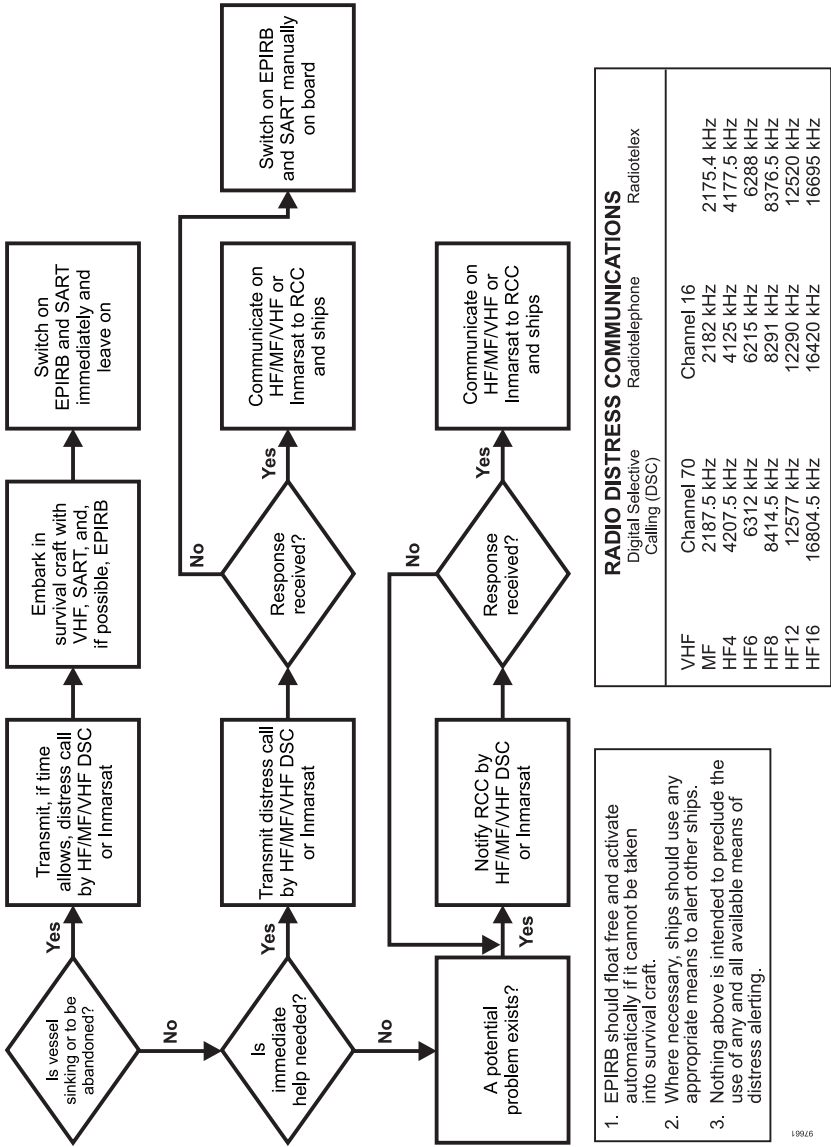 Is vessel
sinking or to be
abandoned?
Yes
No
Transmit, if time
allows, distress call
by HF/MF/VHF DSC
or Inmarsat
Embark in
survival craft with
VHF, SART, and,
if possible, EPIRB
Switch on
EPIRB and SART
immediately and
leave on
Is
immediate
help needed?
Yes
No
Transmit distress call
by HF/MF/VHF DSC
or Inmarsat
Response
received?
No
Yes
Communicate on
HF/MF/VHF or
Inmarsat to RCC
and ships
Switch on EPIRB
and SART manually
on board
A potential
problem exists?
Yes
Notify RCC by
HF/MF/VHF DSC
or Inmarsat
Response
received?
No
Yes
Communicate on
HF/MF/VHF or
Inmarsat to RCC
and ships
1. EPIRB should float free and activate
automatically if it cannot be taken
into survival craft.
2. Where necessary, ships should use any
appropriate means to alert other ships.
3. Nothing above is intended to preclude the
use of any and all available means of
distress alerting.
RADIO DISTRESS COMMUNICATIONS
Digital Selective Radiotelephone Radiotelex
Calling (DSC)
VHF Channel 70 Channel 16
MF 2187.5 kHz 2182 kHz 2175.4 kHz
HF4 4207.5 kHz 4125 kHz 4177.5 kHz
HF6 6312 kHz 6215 kHz 6288 kHz
HF8 8414.5 kHz 8291 kHz 8376.5 kHz
HF12 12577 kHz 12290 kHz 12520 kHz
HF16 16804.5 kHz 16420 kHz 16695 kHz
97661